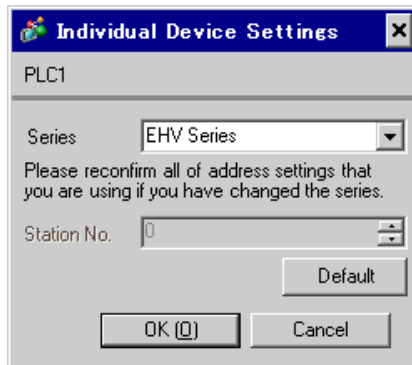 Individual Device Settings
PLC1
Series EHV Series
Please reconfirm all of address settings that
you are using if you have changed the series.
Station No. 0
Default
OK (O) Cancel